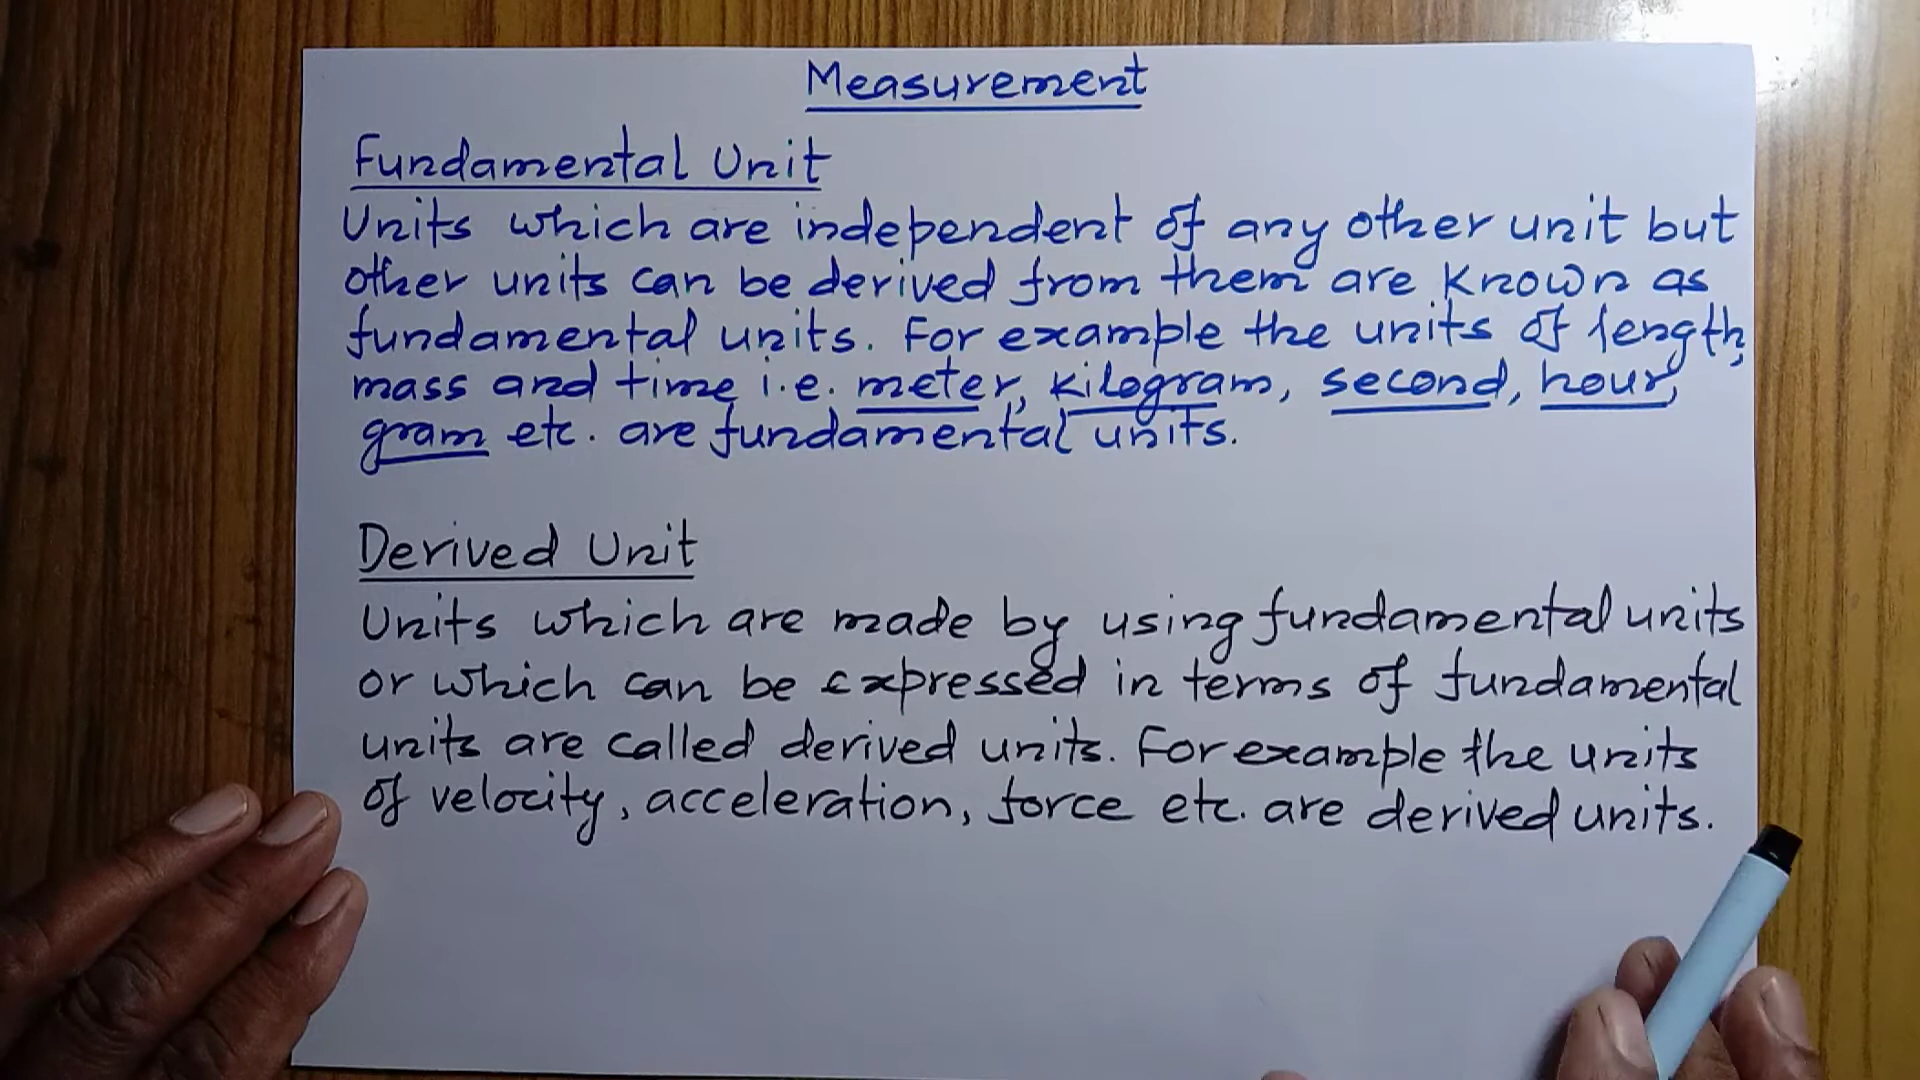 Measurement
Fundamental Unit
Units which are independent of any other unit but
other units can be derived from them are known as
fundamental units. For example the units of length,
mass and time i.e. meter, kilogram, second, hour,
gram etc. are fundamental units.
Derived Unit
Units which are made by using fundamental units
or which can be expressed in terms of fundamental
units are called derived units. For example the units
of velocity, acceleration, force etc. are derived units.